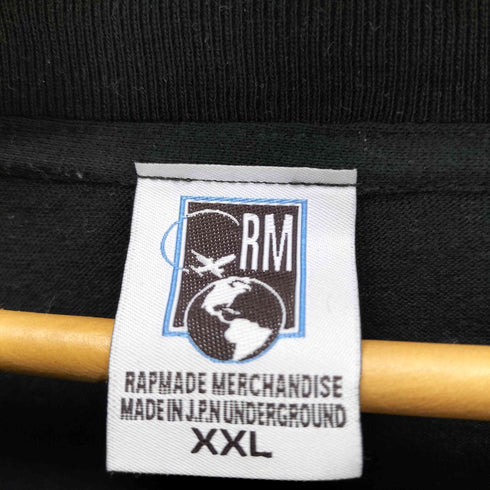 RM
RAPMADE MERCHANDISE
MADE IN J.P.N UNDERGROUND
XXL